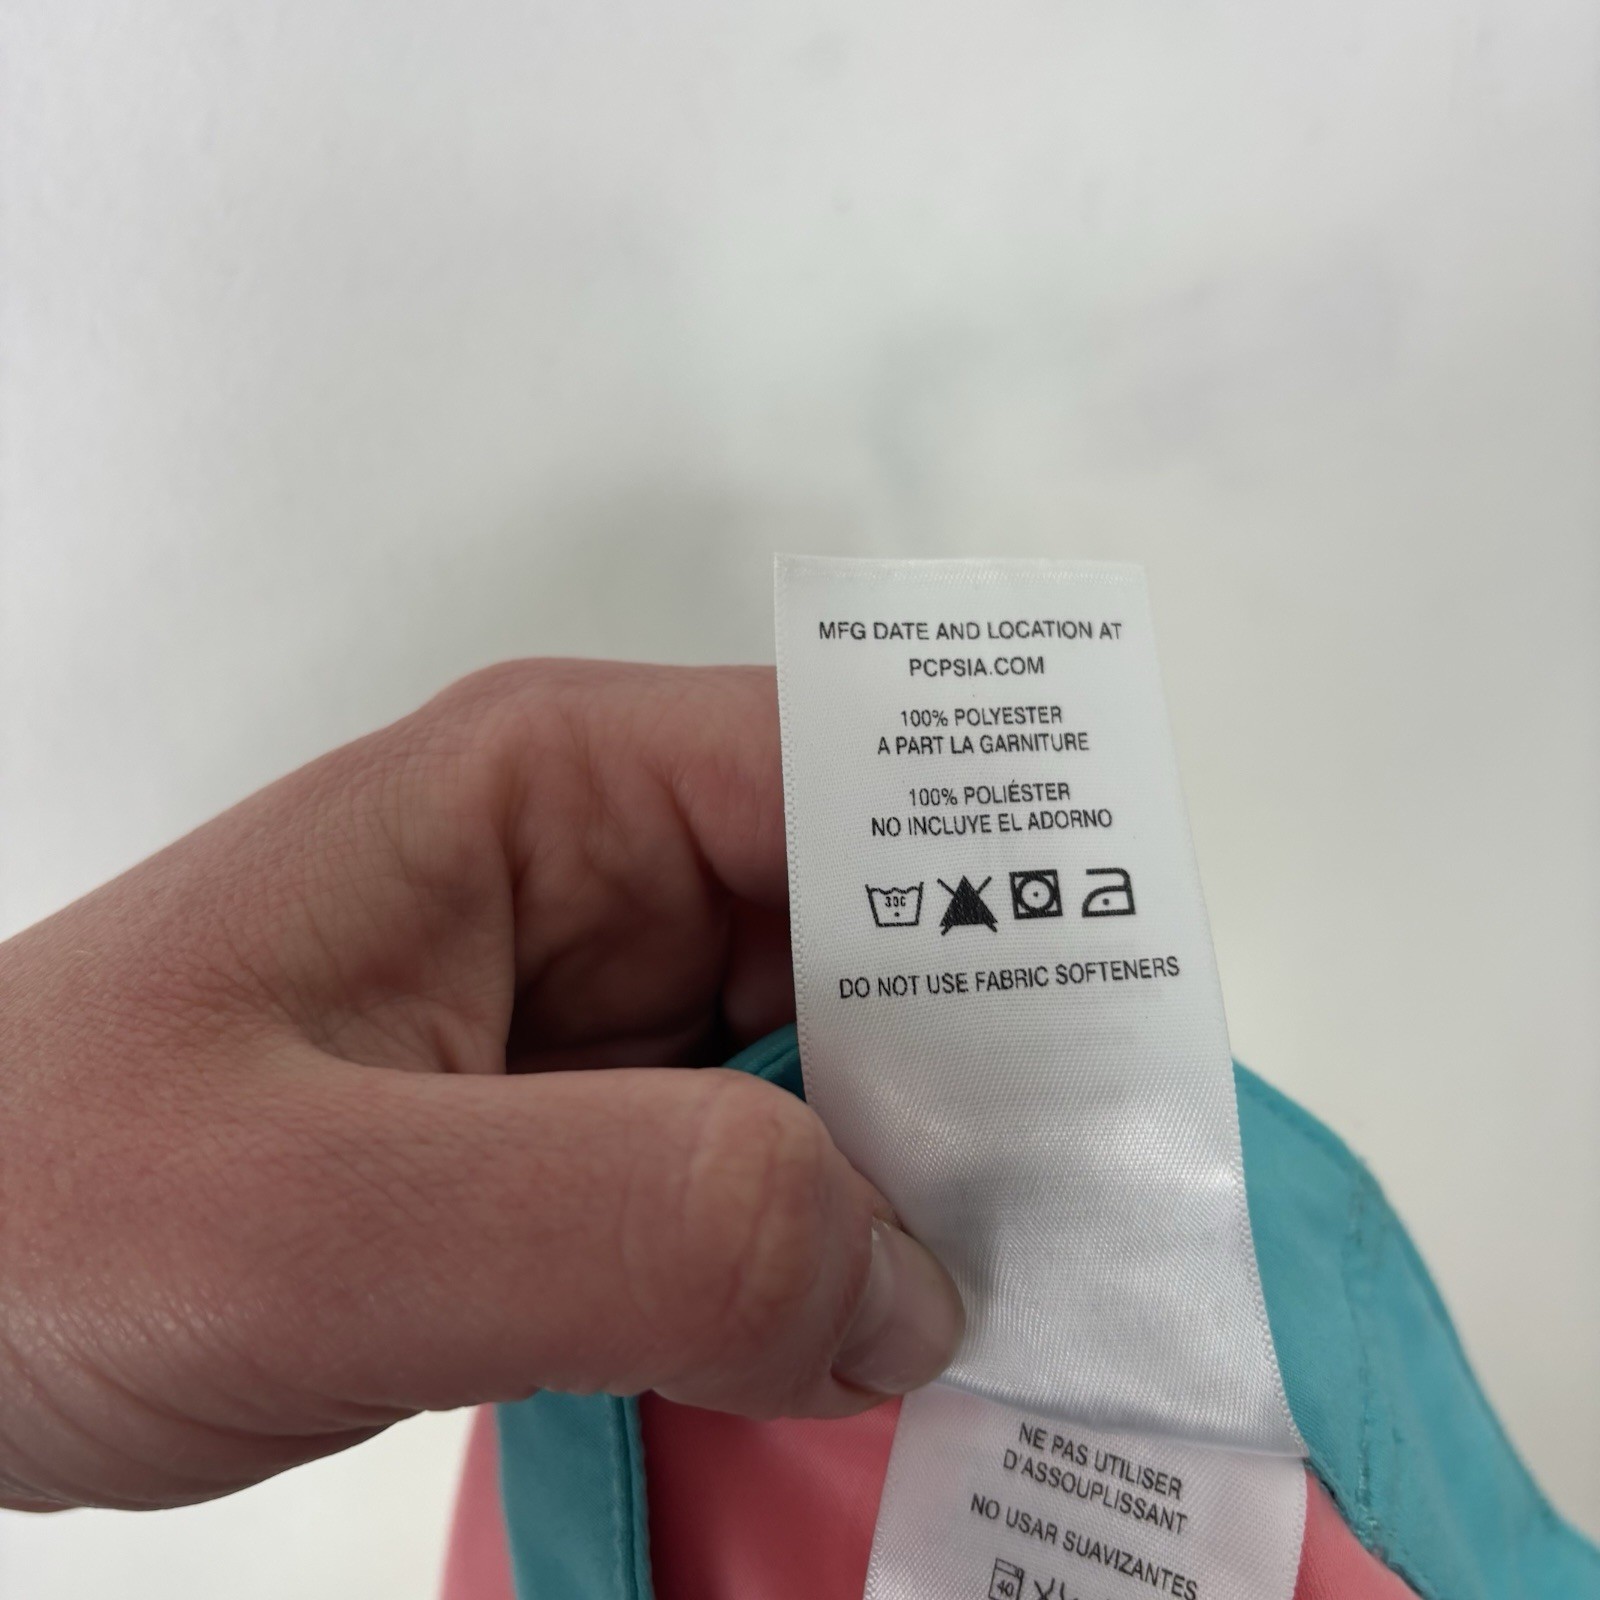 MFG DATE AND LOCATION AT
PCPSIA.COM
100% POLYESTER
A PART LA GARNITURE
100% POLIÉSTER
NO INCLUYE EL ADORNO
30C
DO NOT USE FABRIC SOFTENERS
NE PAS UTILISER
D'ASSOUPLISSANT
NO USAR SUAVIZANTES
40